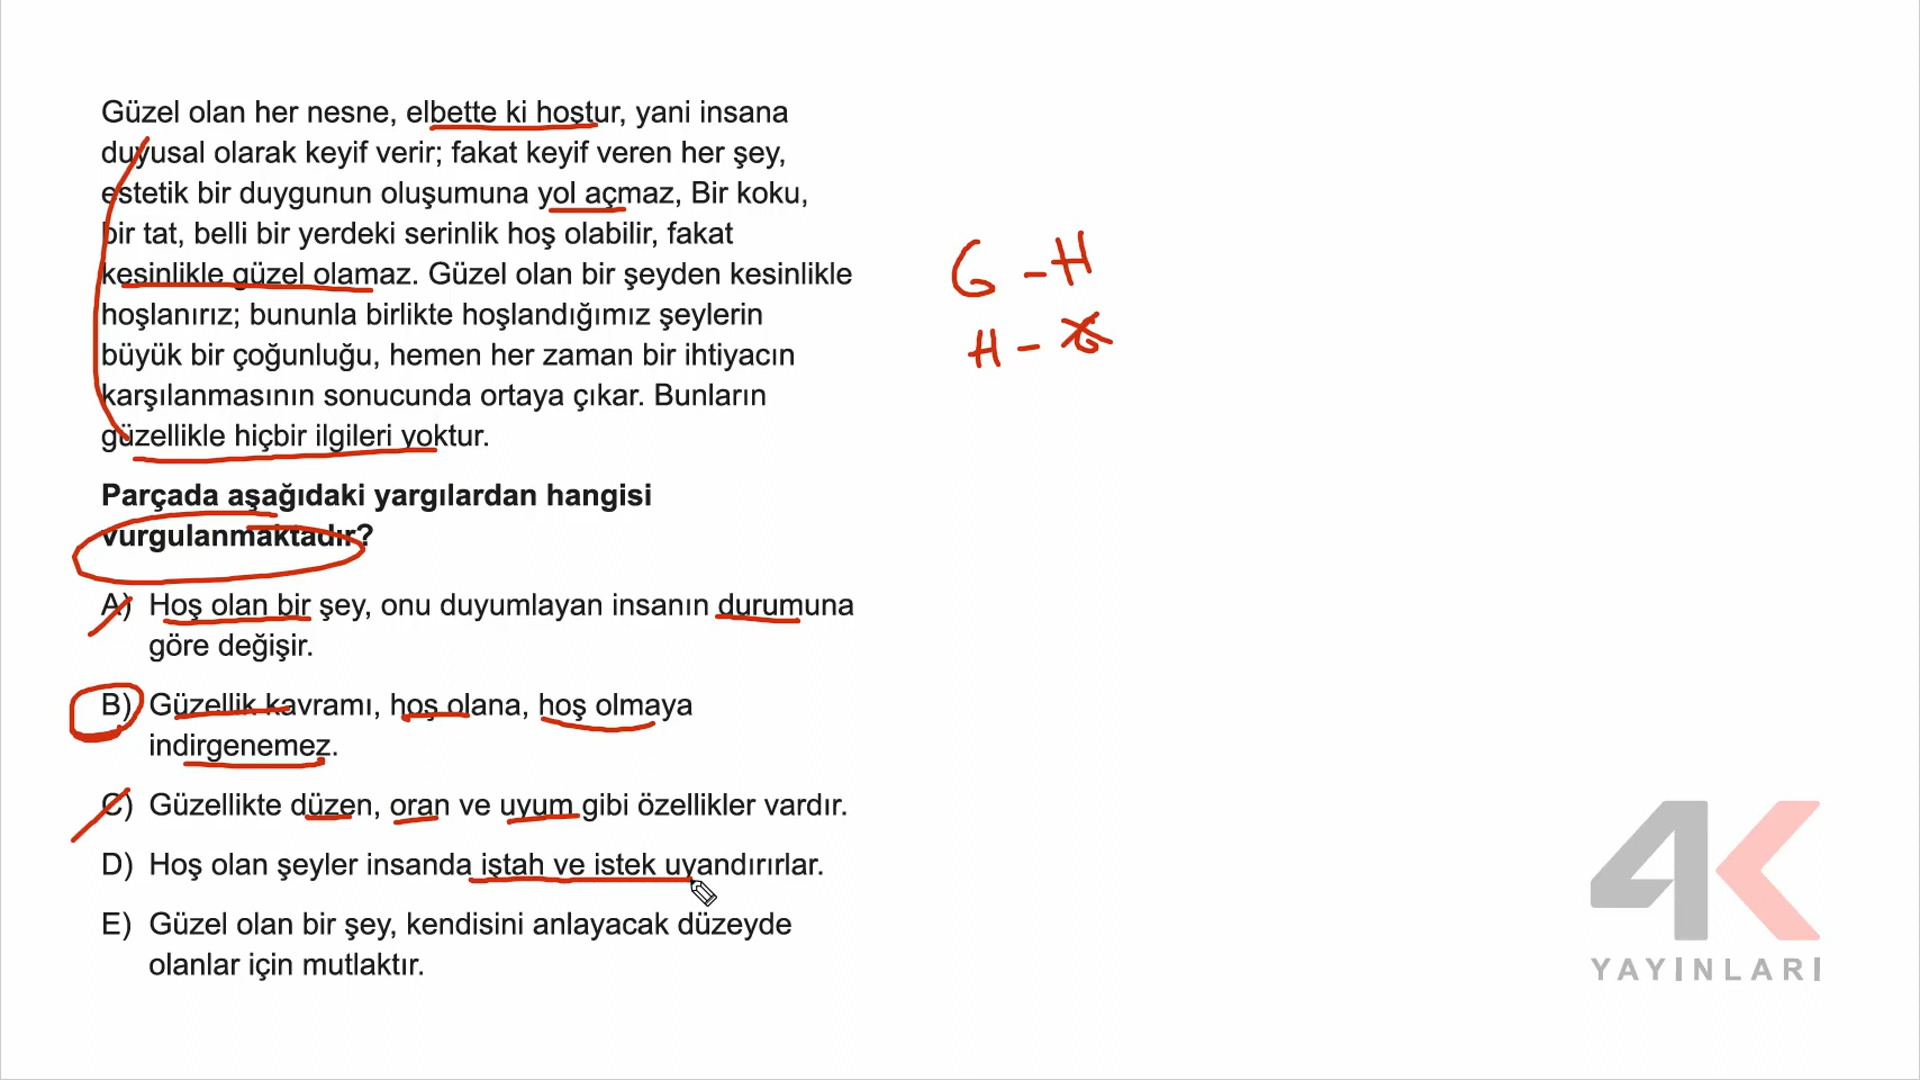 Güzel olan her nesne, elbette ki hoştur, yani insana
duyusal olarak keyif verir; fakat keyif veren her şey,
estetik bir duygunun oluşumuna yol açmaz, Bir koku,
bir tat, belli bir yerdeki serinlik hoş olabilir, fakat
kesinlikle güzel olamaz. Güzel olan bir şeyden kesinlikle
hoşlanırız; bununla birlikte hoşlandığımız şeylerin
büyük bir çoğunluğu, hemen her zaman bir ihtiyacın
karşılanmasının sonucunda ortaya çıkar. Bunların
güzellikle hiçbir ilgileri yoktur.
Parçada aşağıdaki yargılardan hangisi
vurgulanmaktadır?
A) Hoş olan bir şey, onu duyumlayan insanın durumuna
göre değişir.
B) Güzellik kavramı, hoş olana, hoş olmaya
indirgenemez.
C) Güzellikte düzen, oran ve uyum gibi özellikler vardır.
D) Hoş olan şeyler insanda iştah ve istek uyandırırlar.
E) Güzel olan bir şey, kendisini anlayacak düzeyde
olanlar için mutlaktır.
G - H
H - G
4K
YAYINLARI